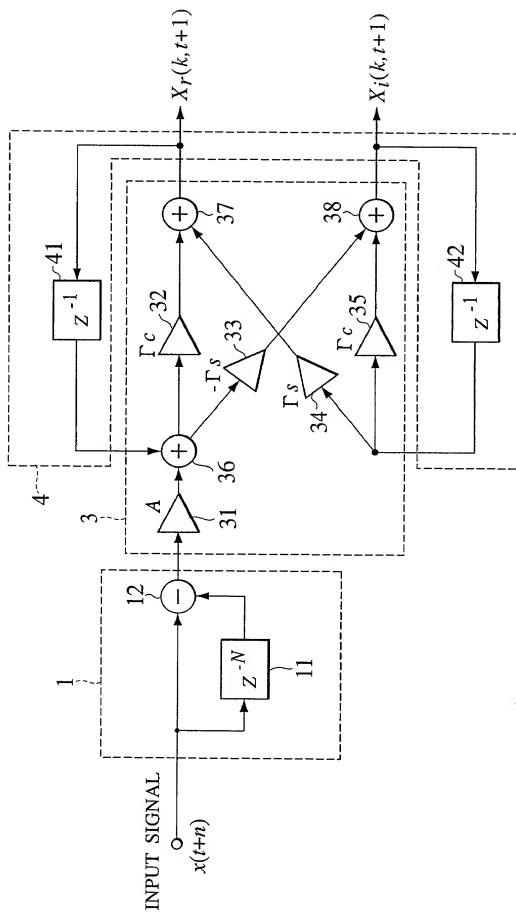 INPUT SIGNAL
x(t+n)
1
12
−
z^{-N}
11
3
4
A
31
+
36
41
z^{-1}
Γc
32
-Γs
33
Γs
34
Γc
35
+
37
+
38
42
z^{-1}
X_r(k,t+1)
X_i(k,t+1)